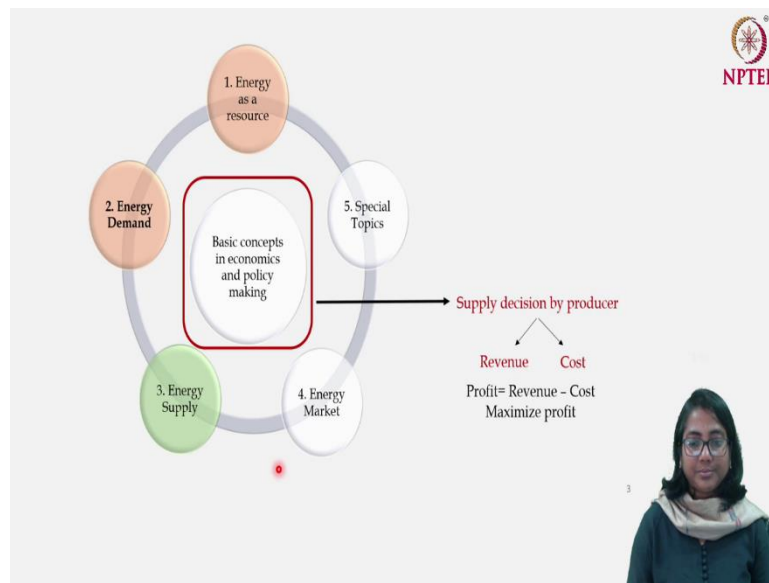 ®
NPTEL
1. Energy
as a
resource
2. Energy
Demand
5. Special
Topics
Basic concepts
in economics
and policy
making
3. Energy
Supply
4. Energy
Market
Supply decision by producer
Revenue
Cost
Profit= Revenue – Cost
Maximize profit
3